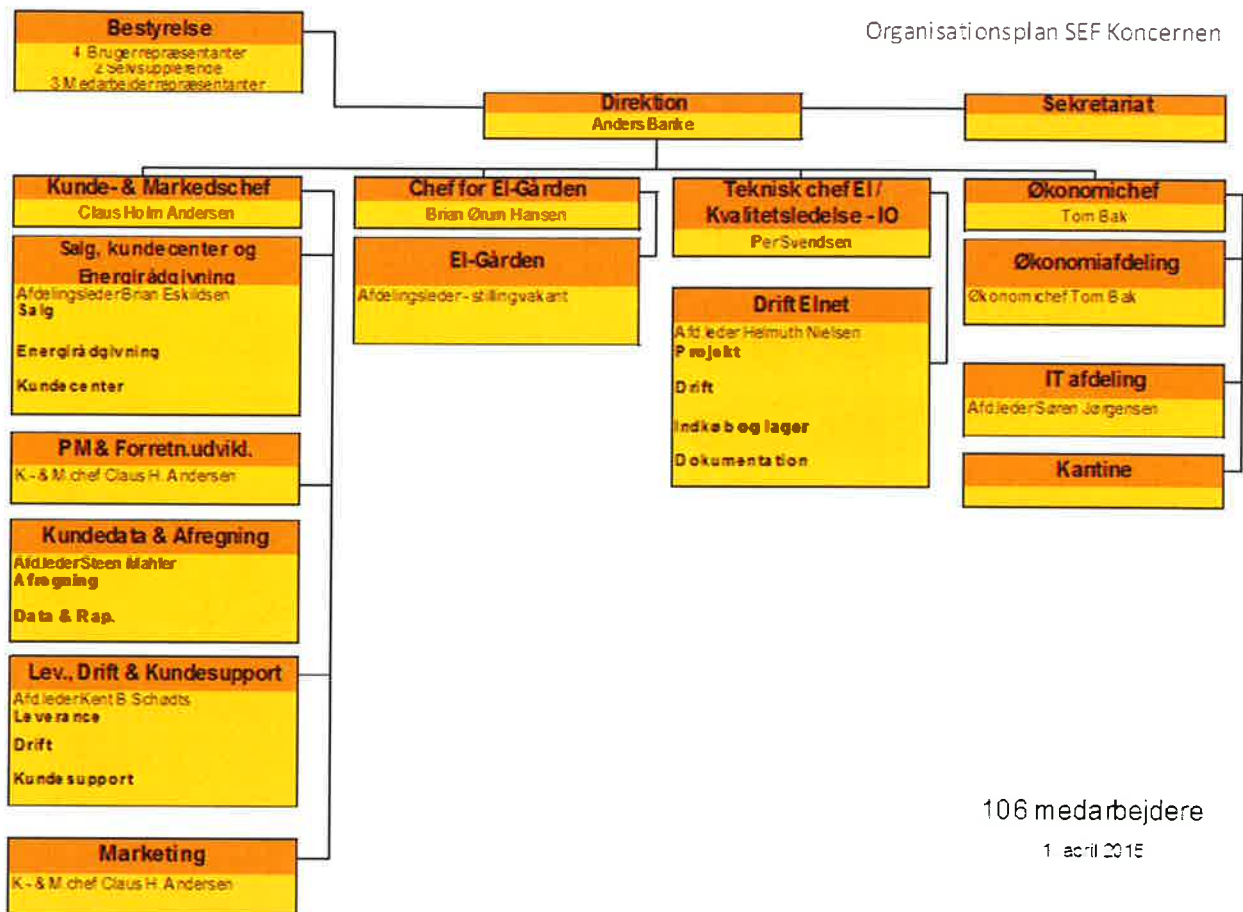 Organisationsplan SEF Koncernen
Bestyrelse
4 Brugerrepræsentanter
2 Selvsupplerende
3 Medarbejderrepræsentanter
Direktion
Anders Banke
Sekretariat
Kunde- & Markedschef
Claus Holm Andersen
Salg, kundecenter og
Energirådgivning
Afdelingsleder Brian Eskildsen
Salg
Energirådgivning
Kundecenter
PM & Forretn.udvikl.
K.- & M.chef Claus H. Andersen
Kundedata & Afregning
Afd.leder Steen Mahler
Afregning
Data & Rap.
Lev., Drift & Kundesupport
Afd.leder Kent B. Schødts
Leverance
Drift
Kundesupport
Marketing
K.- & M.chef Claus H. Andersen
Chef for El-Gården
Brian Ørum Hansen
El-Gården
Afdelingsleder - stilling vakant
Teknisk chef El /
Kvalitetsledelse - IO
Per Svendsen
Drift Elnet
Afd.leder Helmuth Nielsen
Projekt
Drift
Indkøb og lager
Dokumentation
Økonomichef
Tom Bak
Økonomiafdeling
Økonomichef Tom Bak
IT afdeling
Afd.leder Søren Jørgensen
Kantine
106 medarbejdere
1. april 2015